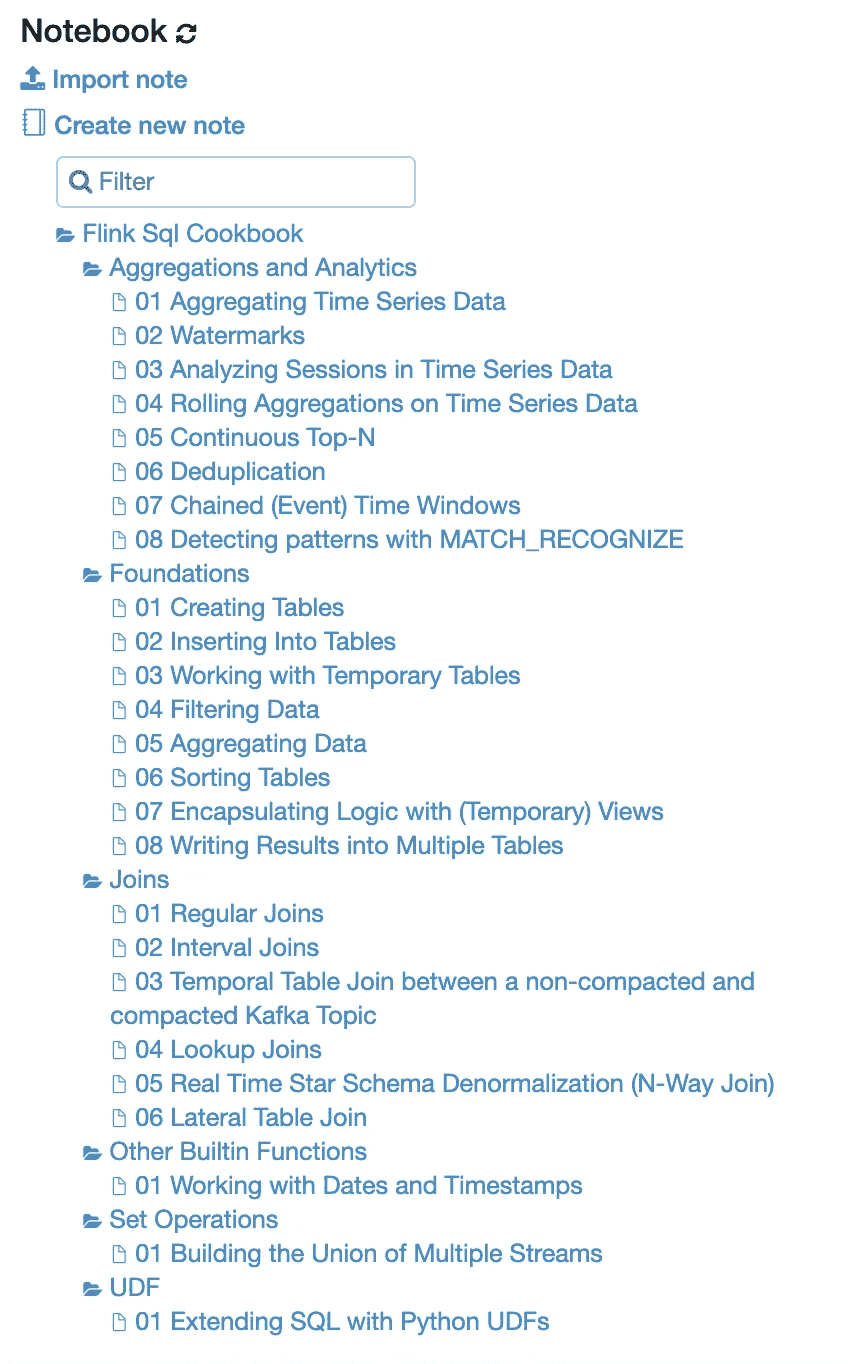 Notebook
Import note
Create new note
Filter
Flink Sql Cookbook
Aggregations and Analytics
01 Aggregating Time Series Data
02 Watermarks
03 Analyzing Sessions in Time Series Data
04 Rolling Aggregations on Time Series Data
05 Continuous Top-N
06 Deduplication
07 Chained (Event) Time Windows
08 Detecting patterns with MATCH_RECOGNIZE
Foundations
01 Creating Tables
02 Inserting Into Tables
03 Working with Temporary Tables
04 Filtering Data
05 Aggregating Data
06 Sorting Tables
07 Encapsulating Logic with (Temporary) Views
08 Writing Results into Multiple Tables
Joins
01 Regular Joins
02 Interval Joins
03 Temporal Table Join between a non-compacted and
compacted Kafka Topic
04 Lookup Joins
05 Real Time Star Schema Denormalization (N-Way Join)
06 Lateral Table Join
Other Builtin Functions
01 Working with Dates and Timestamps
Set Operations
01 Building the Union of Multiple Streams
UDF
01 Extending SQL with Python UDFs